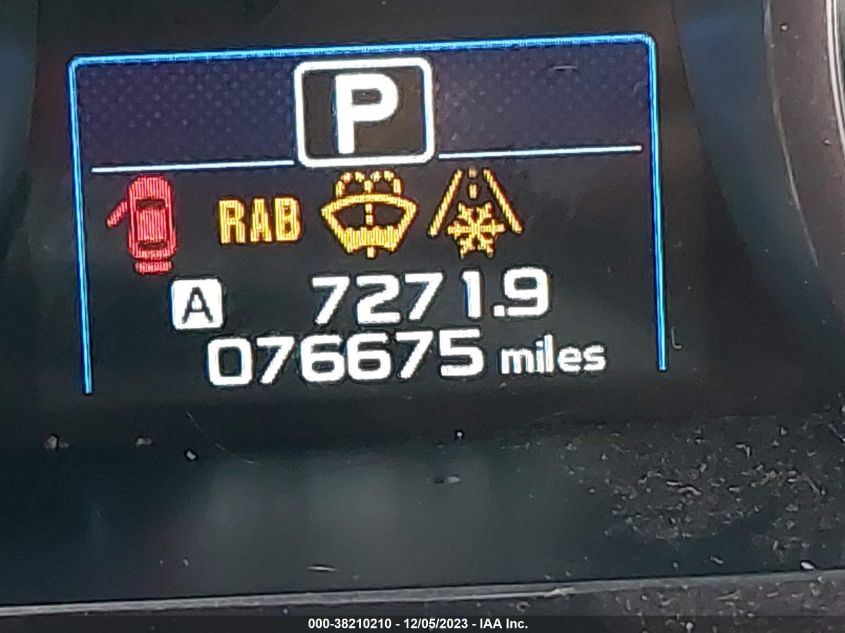 P
RAB
A 7271.9
076675 miles
000-38210210 - 12/05/2023 - IAA Inc.